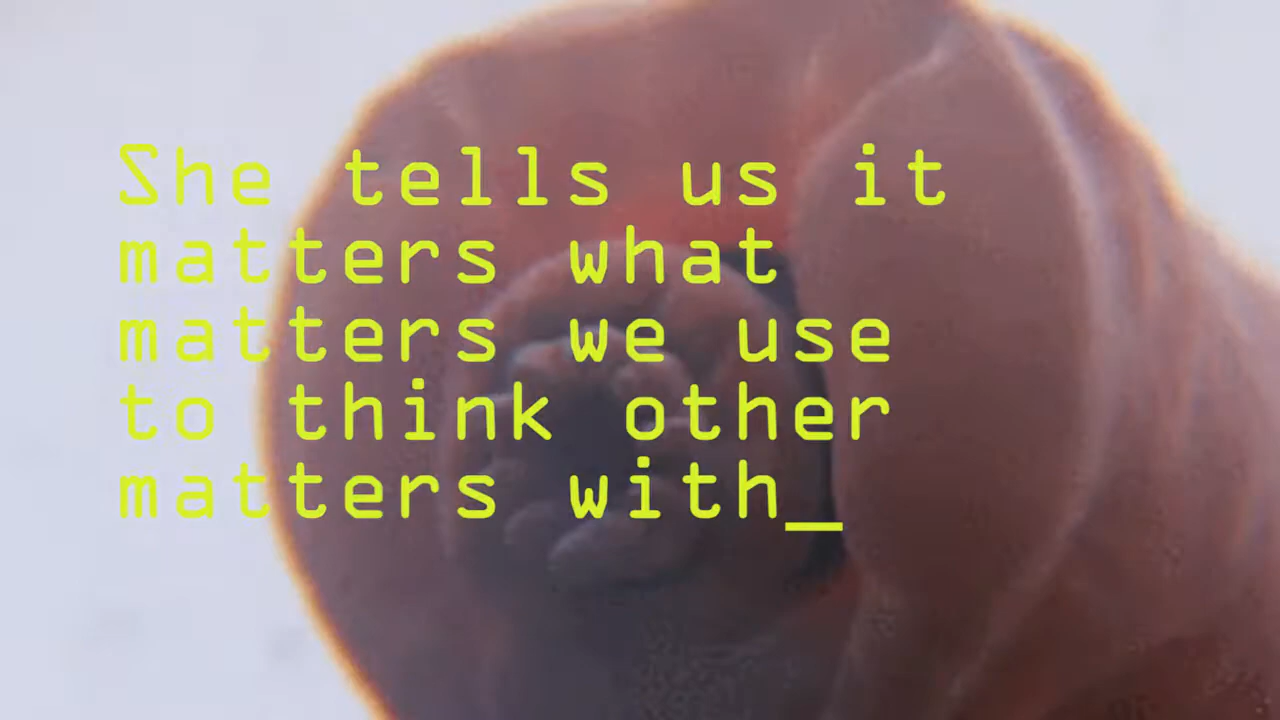 She tells us it
matters what
matters we use
to think other
matters with_